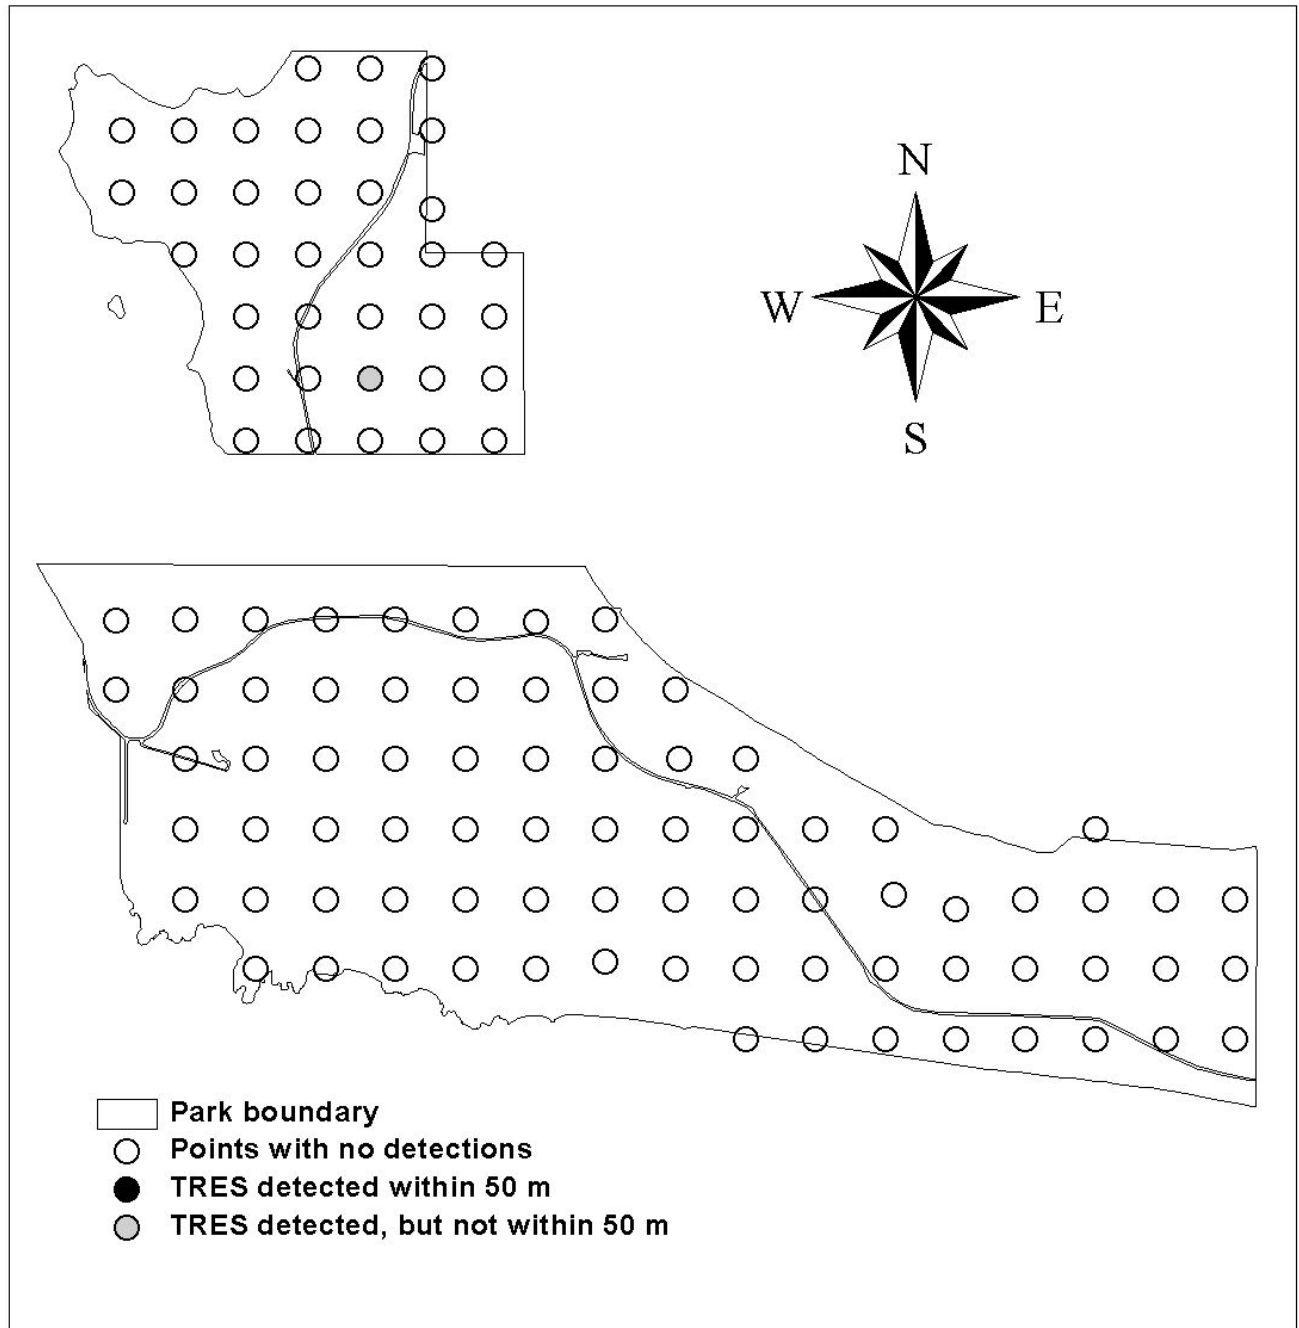 N
W
E
S
Park boundary
Points with no detections
TRES detected within 50 m
TRES detected, but not within 50 m